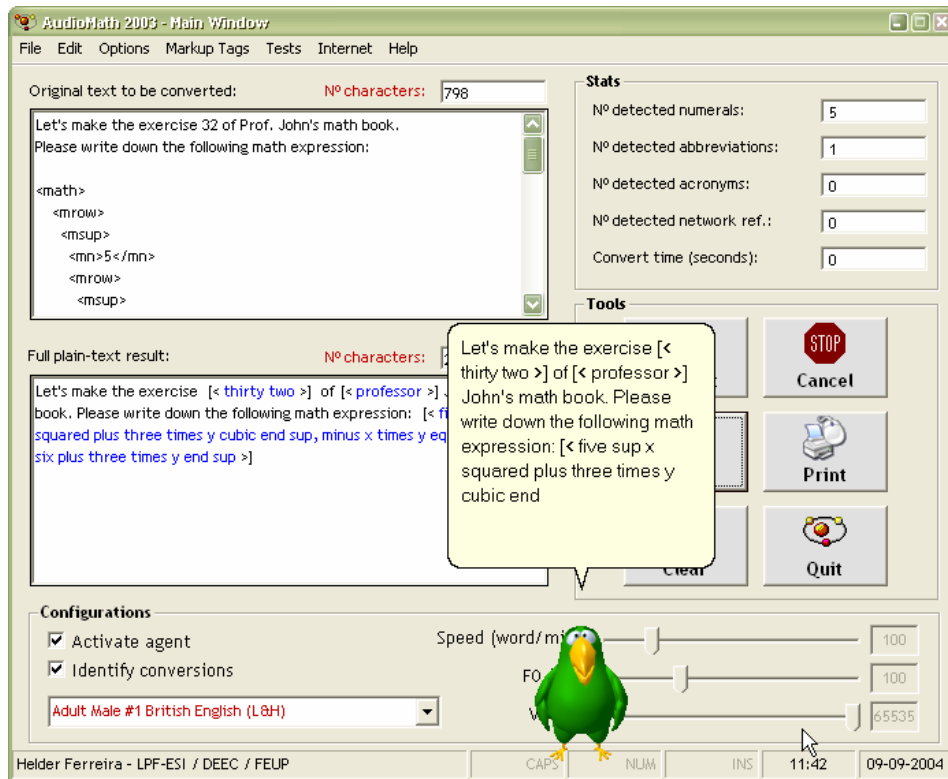 AudioMath 2003 - Main Window
File Edit Options Markup Tags Tests Internet Help
Original text to be converted: Nº characters: 798
Let's make the exercise 32 of Prof. John's math book.
Please write down the following math expression:
<math>
<mrow>
<msup>
<mn>5</mn>
<mrow>
<msup>
Full plain-text result: Nº characters:
Let's make the exercise [< thirty two >] of [< professor >]
book. Please write down the following math expression: [<
squared plus three times y cubic end sup, minus x times y
six plus three times y end sup >]
Stats
Nº detected numerals: 5
Nº detected abbreviations: 1
Nº detected acronyms: 0
Nº detected network ref.: 0
Convert time (seconds): 0
Tools
STOP
Cancel
Print
Clear
Quit
Let's make the exercise [<
thirty two >] of [< professor >]
John's math book. Please
write down the following math
expression: [< five sup x
squared plus three times y
cubic end
Configurations
Activate agent
Identify conversions
Adult Male #1 British English (L&H)
Speed (word/mi 100
F0 100
65535
Helder Ferreira - LPF-ESI / DEEC / FEUP CAPS NUM INS 11:42 09-09-2004